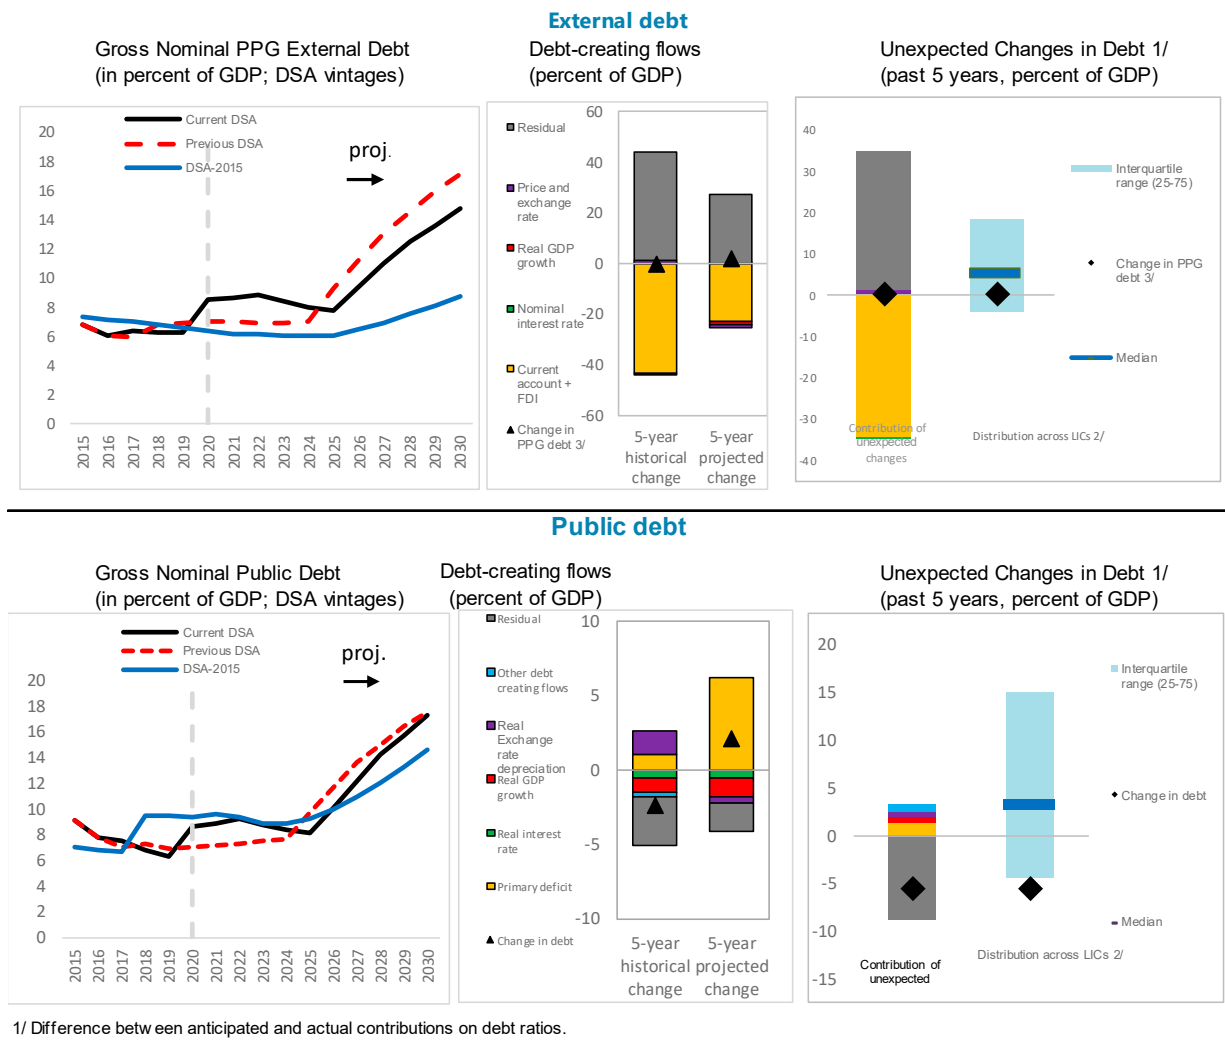 External debt
Gross Nominal PPG External Debt
(in percent of GDP; DSA vintages)
Current DSA
Previous DSA
DSA-2015
proj.
20
18
16
14
12
10
8
6
4
2
0
2015
2016
2017
2018
2019
2020
2021
2022
2023
2024
2025
2026
2027
2028
2029
2030
Debt-creating flows
(percent of GDP)
Residual
Price and
exchange
rate
Real GDP
growth
Nominal
interest rate
Current
account +
FDI
Change in
PPG debt 3/
60
40
20
0
-20
-40
-60
5-year
historical
change
5-year
projected
change
Unexpected Changes in Debt 1/
(past 5 years, percent of GDP)
40
30
20
10
0
-10
-20
-30
-40
Contribution of
unexpected
changes
Distribution across LICs 2/
Interquartile
range (25-75)
Change in PPG
debt 3/
Median
Public debt
Gross Nominal Public Debt
(in percent of GDP; DSA vintages)
Current DSA
Previous DSA
DSA-2015
proj.
20
18
16
14
12
10
8
6
4
2
0
2015
2016
2017
2018
2019
2020
2021
2022
2023
2024
2025
2026
2027
2028
2029
2030
Debt-creating flows
(percent of GDP)
Residual
Other debt
creating flows
Real
Exchange
rate
depreciation
Real GDP
growth
Real interest
rate
Primary deficit
Change in debt
10
5
0
-5
-10
5-year
historical
change
5-year
projected
change
Unexpected Changes in Debt 1/
(past 5 years, percent of GDP)
20
15
10
5
0
-5
-10
-15
Contribution of
unexpected
Distribution across LICs 2/
Interquartile
range (25-75)
Change in debt
Median
1/ Difference between anticipated and actual contributions on debt ratios.